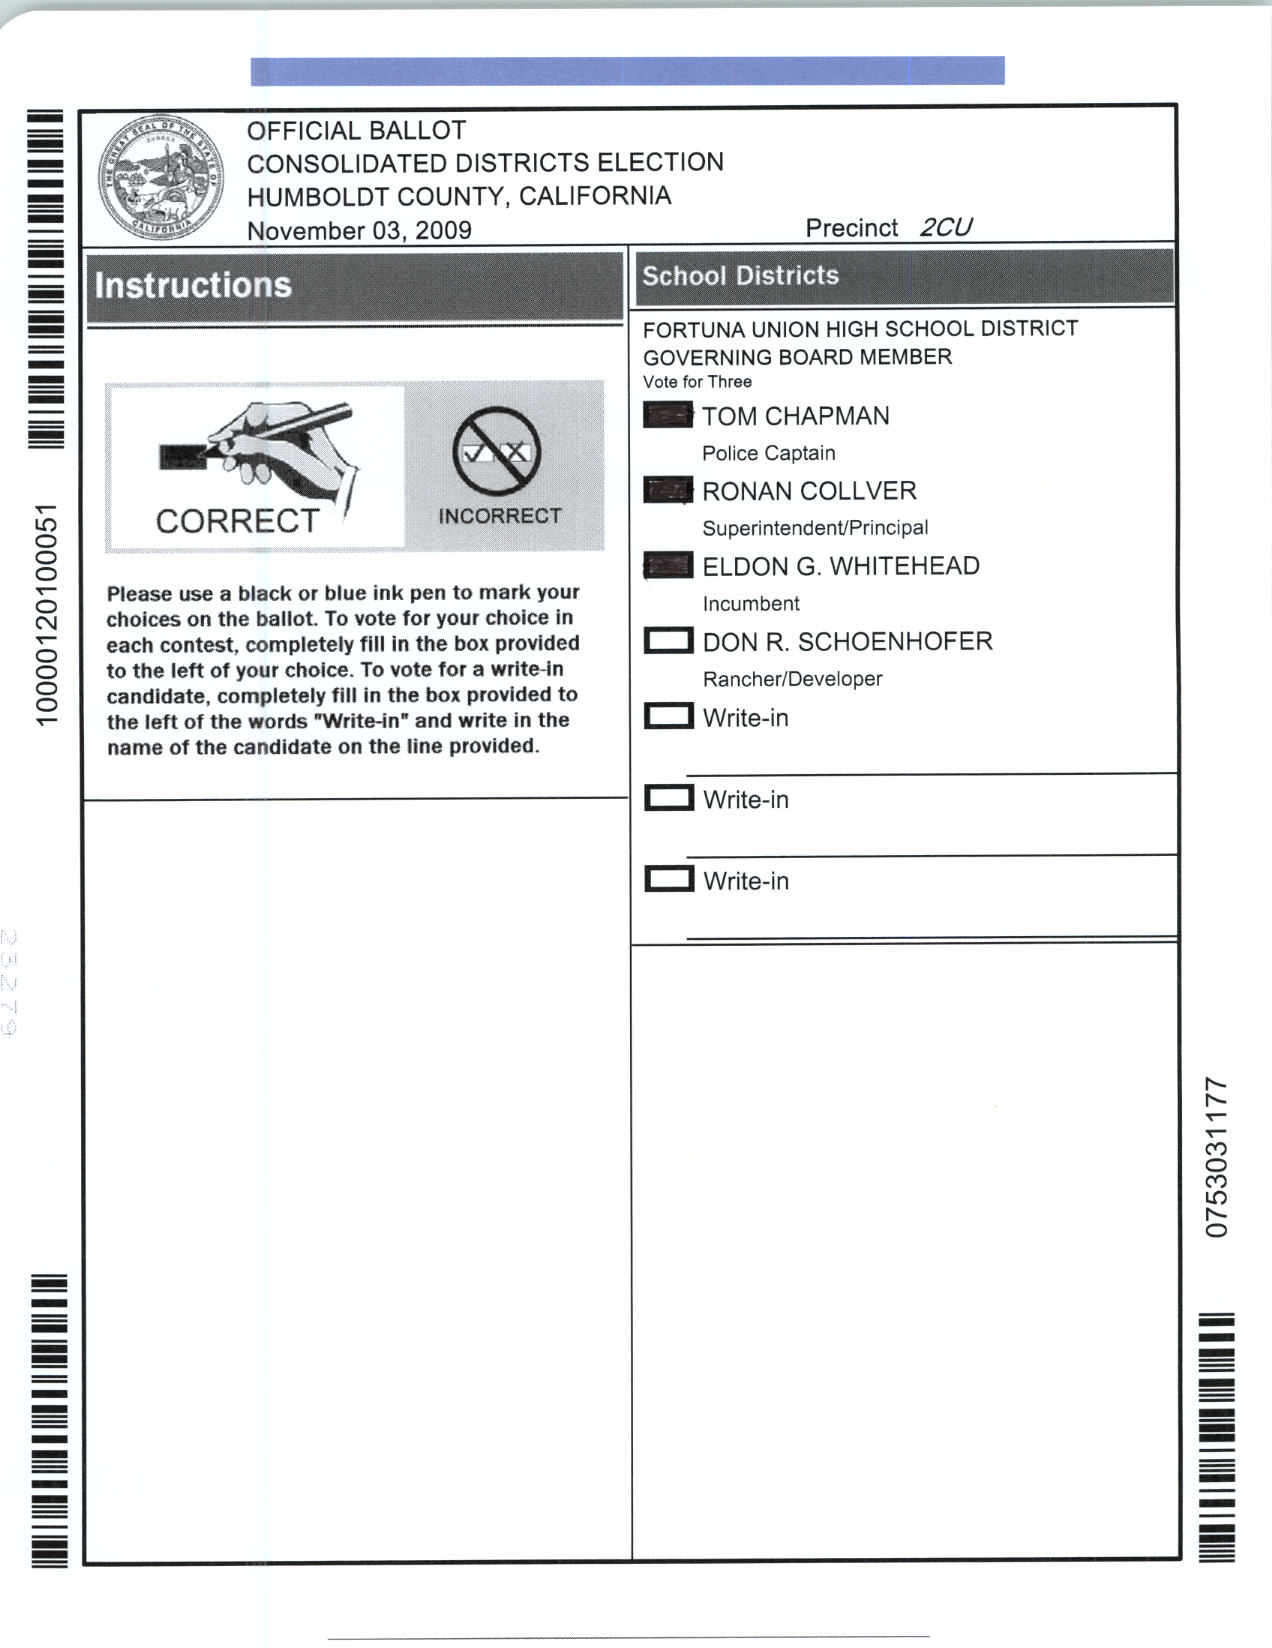 OFFICIAL BALLOT
CONSOLIDATED DISTRICTS ELECTION
HUMBOLDT COUNTY, CALIFORNIA
November 03, 2009
Precinct 2CU
THE GREAT SEAL OF THE STATE OF CALIFORNIA
EUREKA
Instructions
CORRECT
INCORRECT
Please use a black or blue ink pen to mark your
choices on the ballot. To vote for your choice in
each contest, completely fill in the box provided
to the left of your choice. To vote for a write-in
candidate, completely fill in the box provided to
the left of the words "Write-in" and write in the
name of the candidate on the line provided.
School Districts
FORTUNA UNION HIGH SCHOOL DISTRICT
GOVERNING BOARD MEMBER
Vote for Three
TOM CHAPMAN
Police Captain
RONAN COLLVER
Superintendent/Principal
ELDON G. WHITEHEAD
Incumbent
DON R. SCHOENHOFER
Rancher/Developer
Write-in
Write-in
Write-in
10000120100051
0753031177